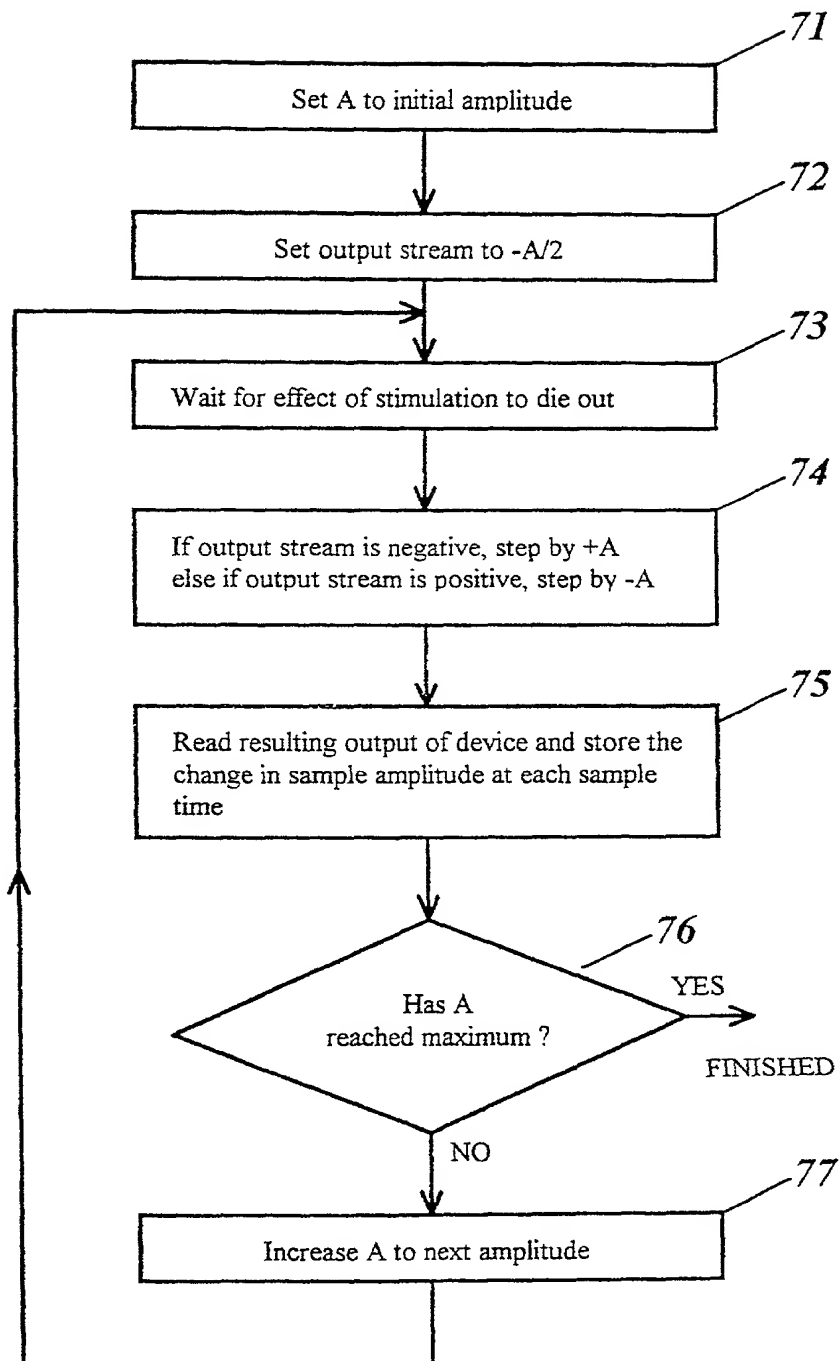 71
Set A to initial amplitude
72
Set output stream to -A/2
73
Wait for effect of stimulation to die out
74
If output stream is negative, step by +A
else if output stream is positive, step by -A
75
Read resulting output of device and store the
change in sample amplitude at each sample
time
76
Has A
reached maximum ?
YES
FINISHED
NO
77
Increase A to next amplitude